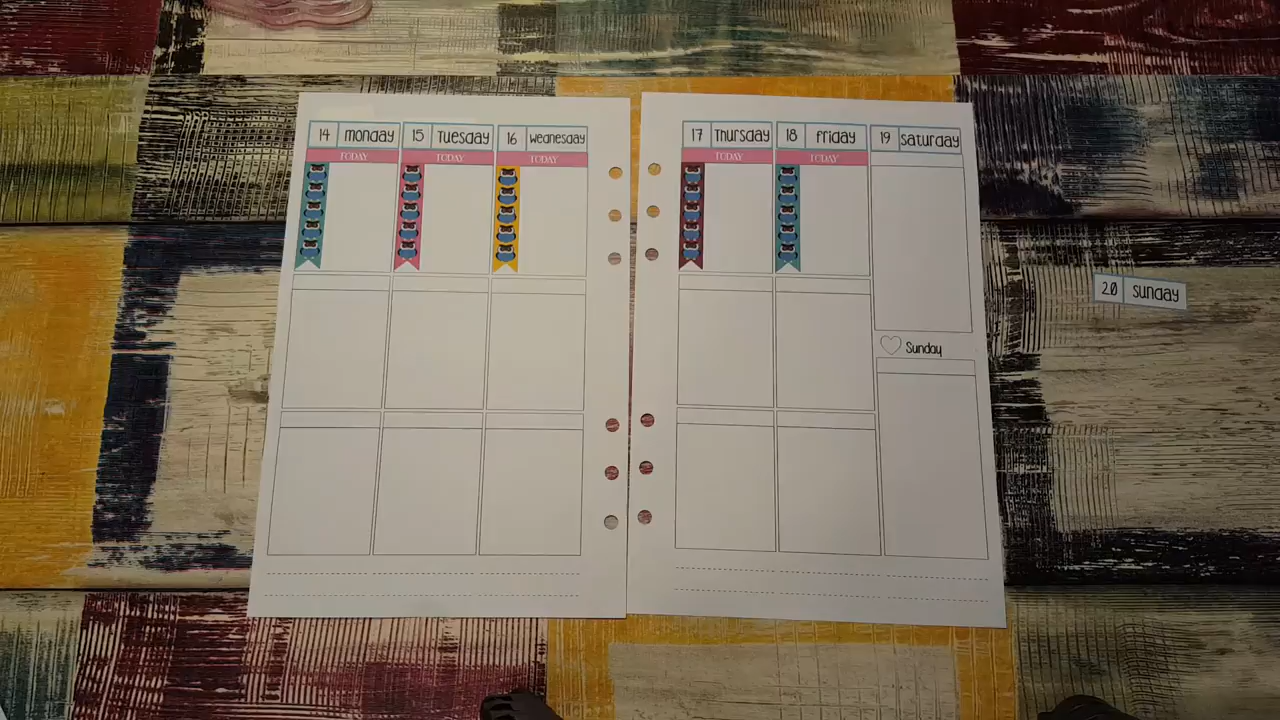 14 monday 15 Tuesday 16 wednesday 17 Thursday 18 friday 19 saturday
TODAY TODAY TODAY TODAY TODAY
20 sunday
Sunday